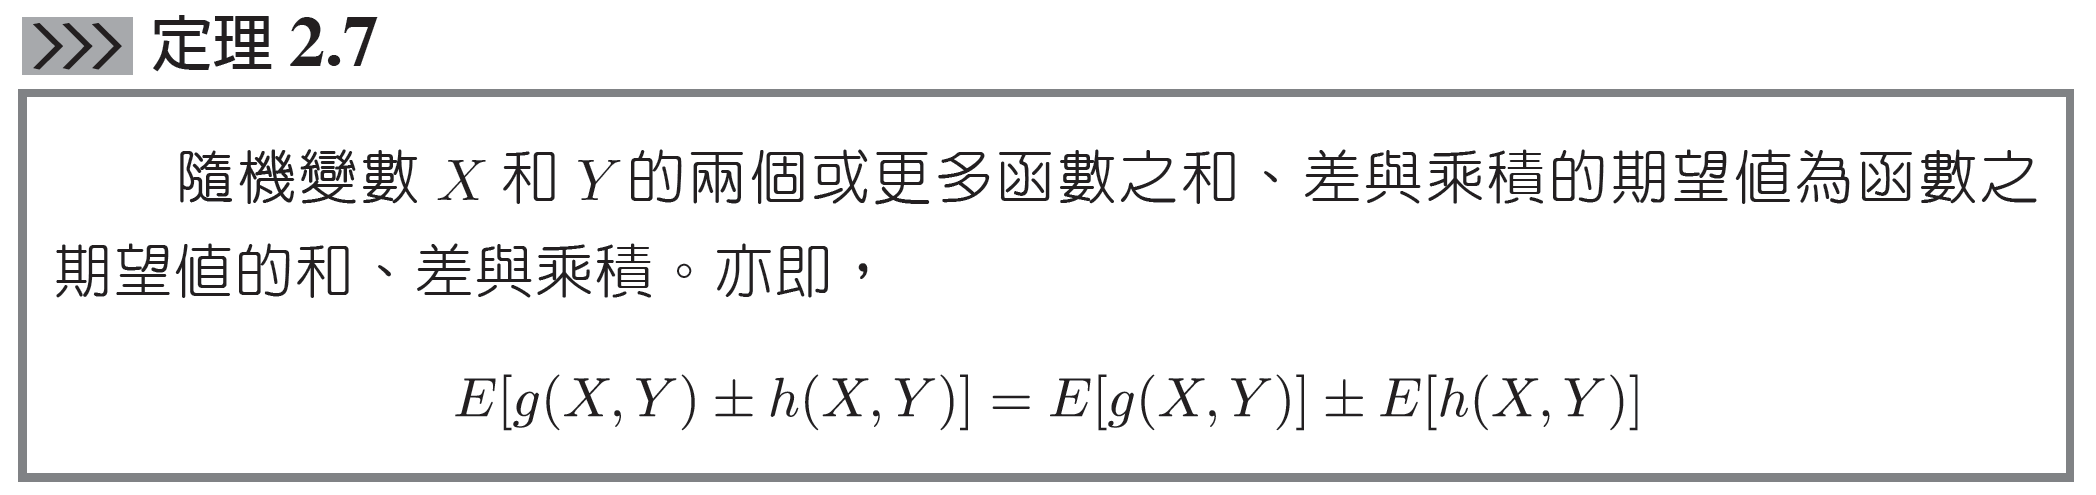 >>> 定理 2.7
隨機變數 X 和 Y 的兩個或更多函數之和、差與乘積的期望值為函數之
期望值的和、差與乘積。亦即，
E[g(X, Y) ± h(X, Y)] = E[g(X, Y)] ± E[h(X, Y)]